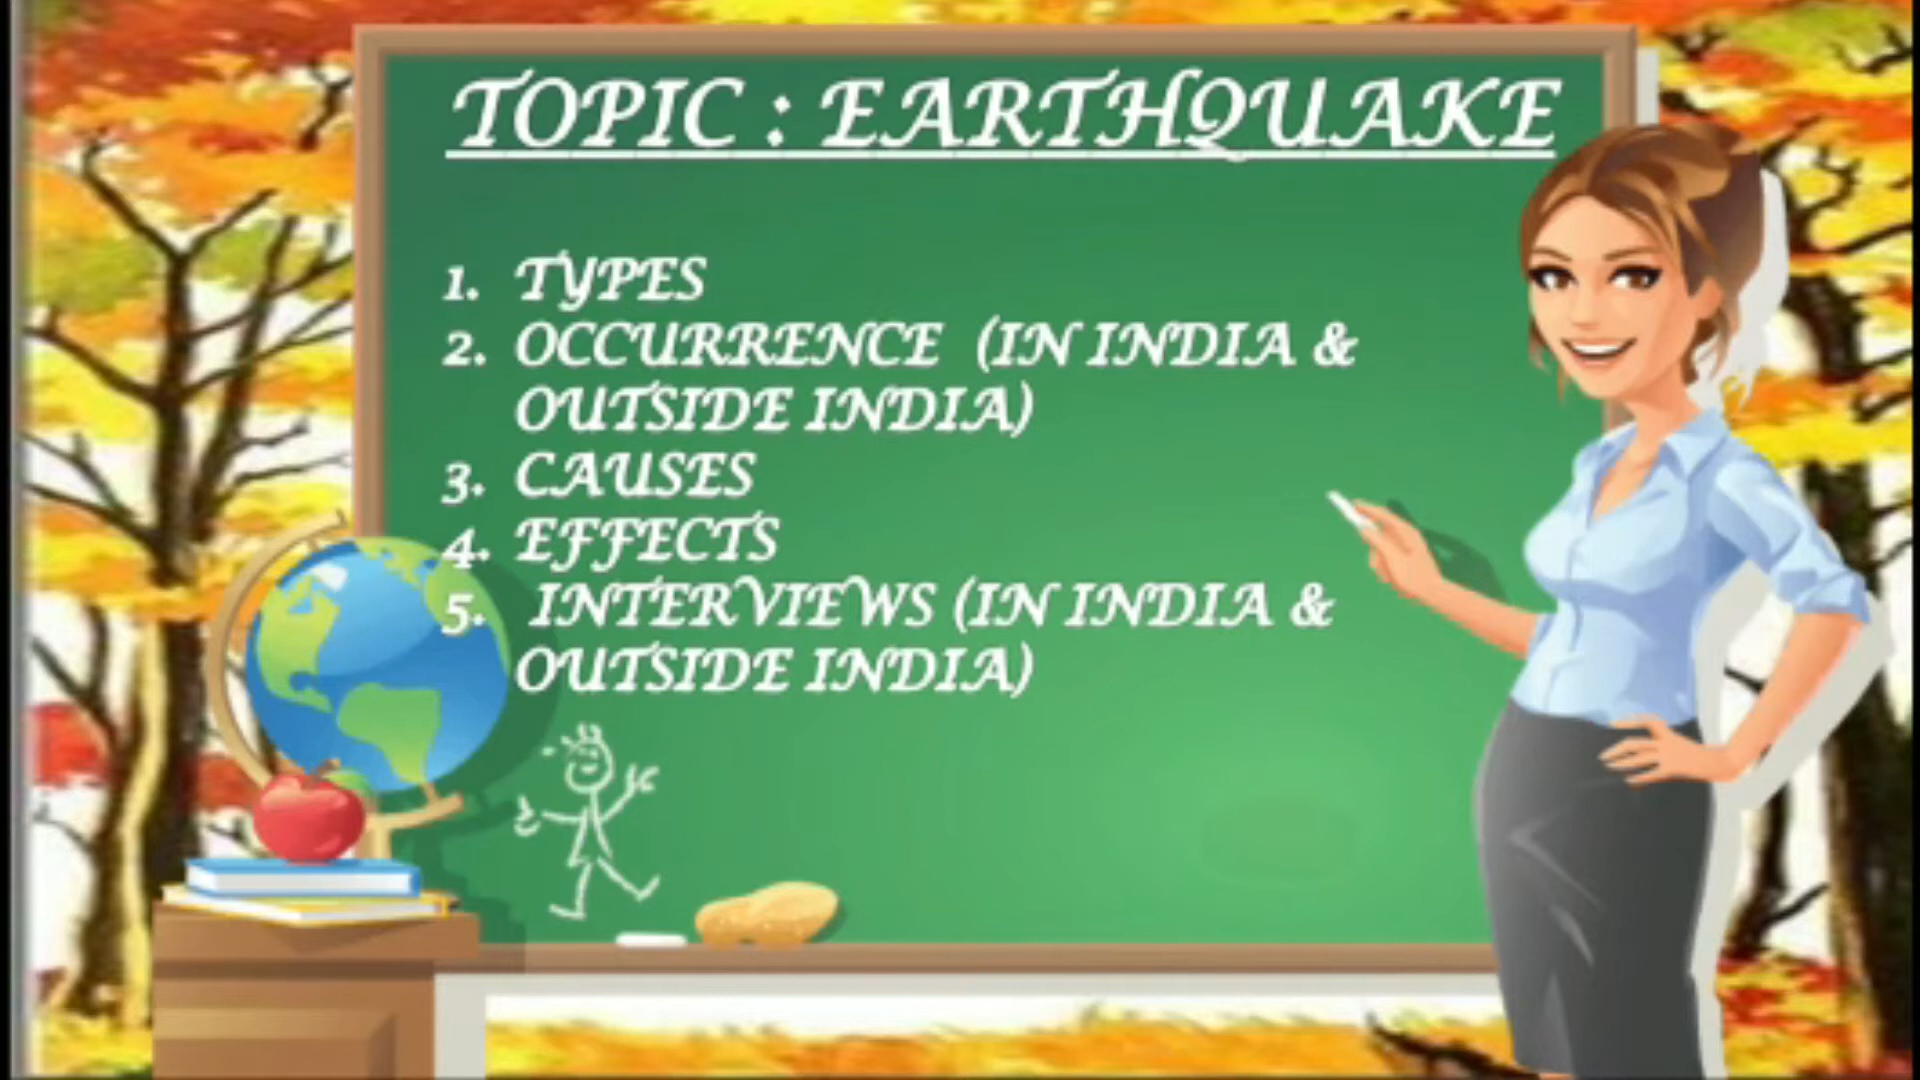 TOPIC : EARTHQUAKE
1. TYPES
2. OCCURRENCE (IN INDIA &
OUTSIDE INDIA)
3. CAUSES
4. EFFECTS
5. INTERVIEWS (IN INDIA &
OUTSIDE INDIA)